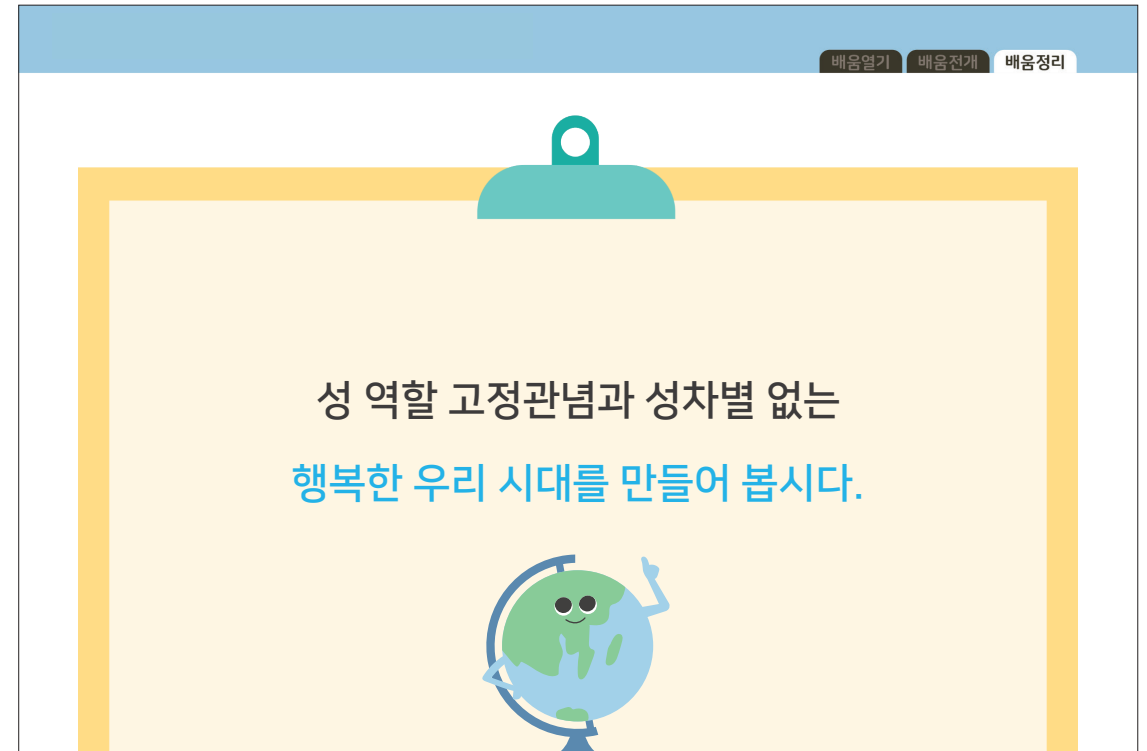 배움열기 배움전개 배움정리
성 역할 고정관념과 성차별 없는
행복한 우리 시대를 만들어 봅시다.